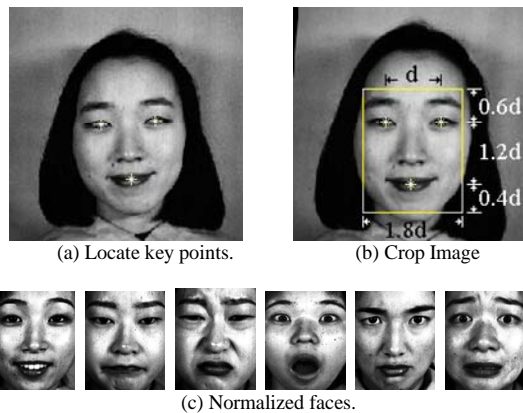 d
0.6d
1.2d
0.4d
1.8d
(a) Locate key points.
(b) Crop Image
(c) Normalized faces.